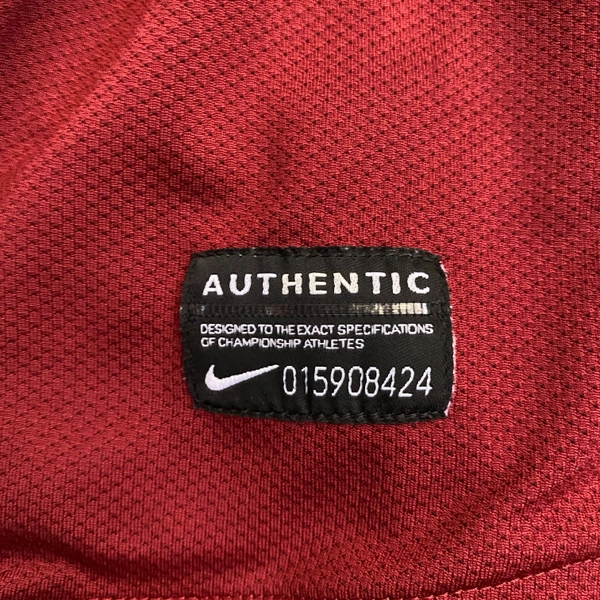 AUTHENTIC
DESIGNED TO THE EXACT SPECIFICATIONS
OF CHAMPIONSHIP ATHLETES
015908424